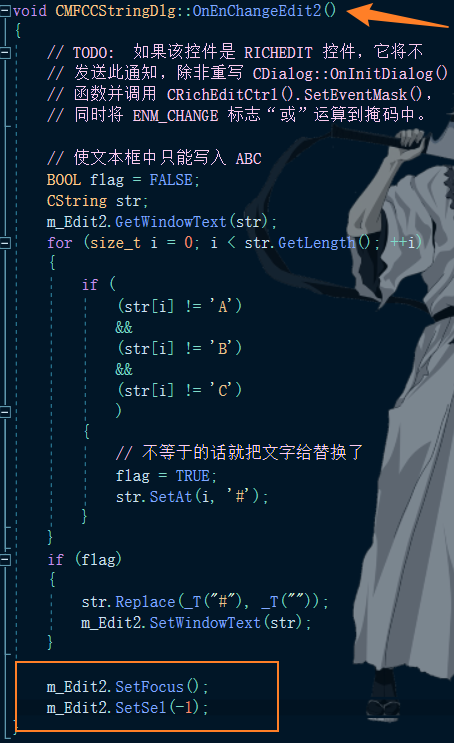 void CMFCCStringDlg::OnEnChangeEdit2()
{
// TODO:  如果该控件是 RICHEDIT 控件，它将不
// 发送此通知，除非重写 CDialog::OnInitDialog()
// 函数并调用 CRichEditCtrl().SetEventMask()，
// 同时将 ENM_CHANGE 标志“或”运算到掩码中。
// 使文本框中只能写入 ABC
BOOL flag = FALSE;
CString str;
m_Edit2.GetWindowText(str);
for (size_t i = 0; i < str.GetLength(); ++i)
{
if (
(str[i] != 'A')
&&
(str[i] != 'B')
&&
(str[i] != 'C')
)
{
// 不等于的话就把文字给替换了
flag = TRUE;
str.SetAt(i, '#');
}
}
if (flag)
{
str.Replace(_T("#"), _T(""));
m_Edit2.SetWindowText(str);
}
m_Edit2.SetFocus();
m_Edit2.SetSel(-1);
}